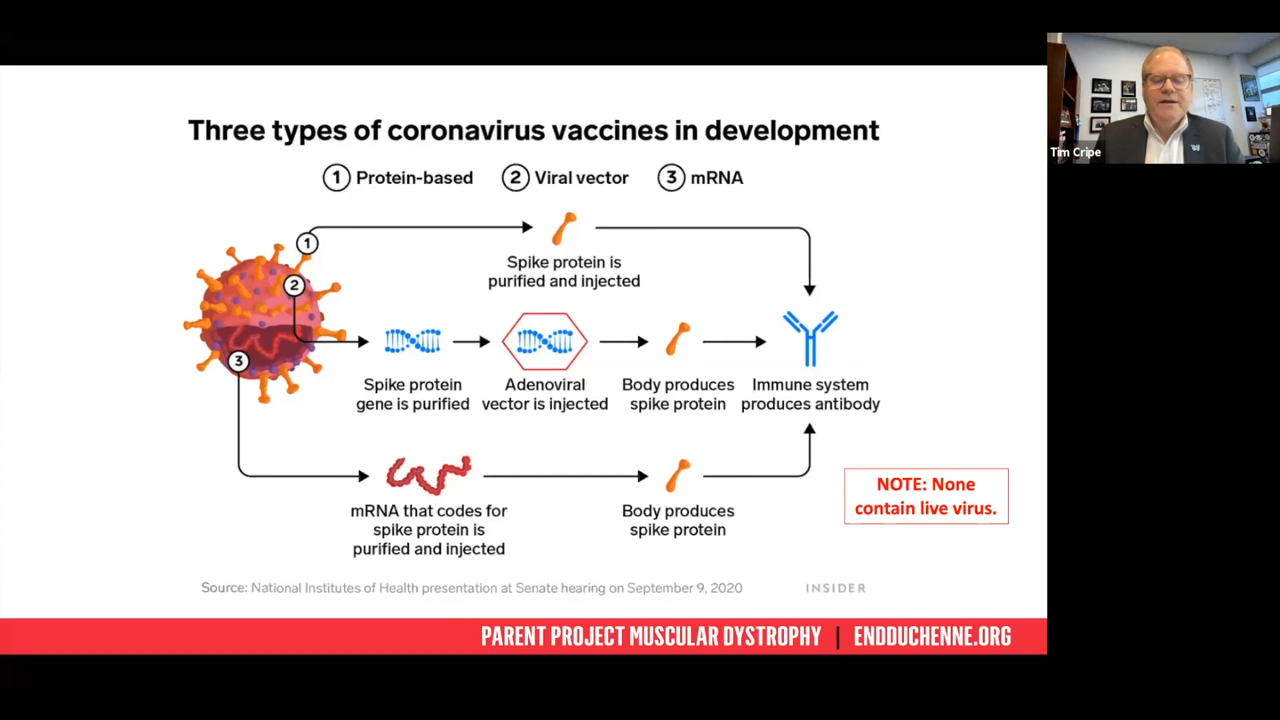 Three types of coronavirus vaccines in development
1 Protein-based 2 Viral vector 3 mRNA
Tim Cripe
1
Spike protein is
purified and injected
2
3
Spike protein
gene is purified
Adenoviral
vector is injected
Body produces
spike protein
Immune system
produces antibody
mRNA that codes for
spike protein is
purified and injected
Body produces
spike protein
NOTE: None
contain live virus.
Source: National Institutes of Health presentation at Senate hearing on September 9, 2020
INSIDER
PARENT PROJECT MUSCULAR DYSTROPHY | ENDDUCHENNE.ORG